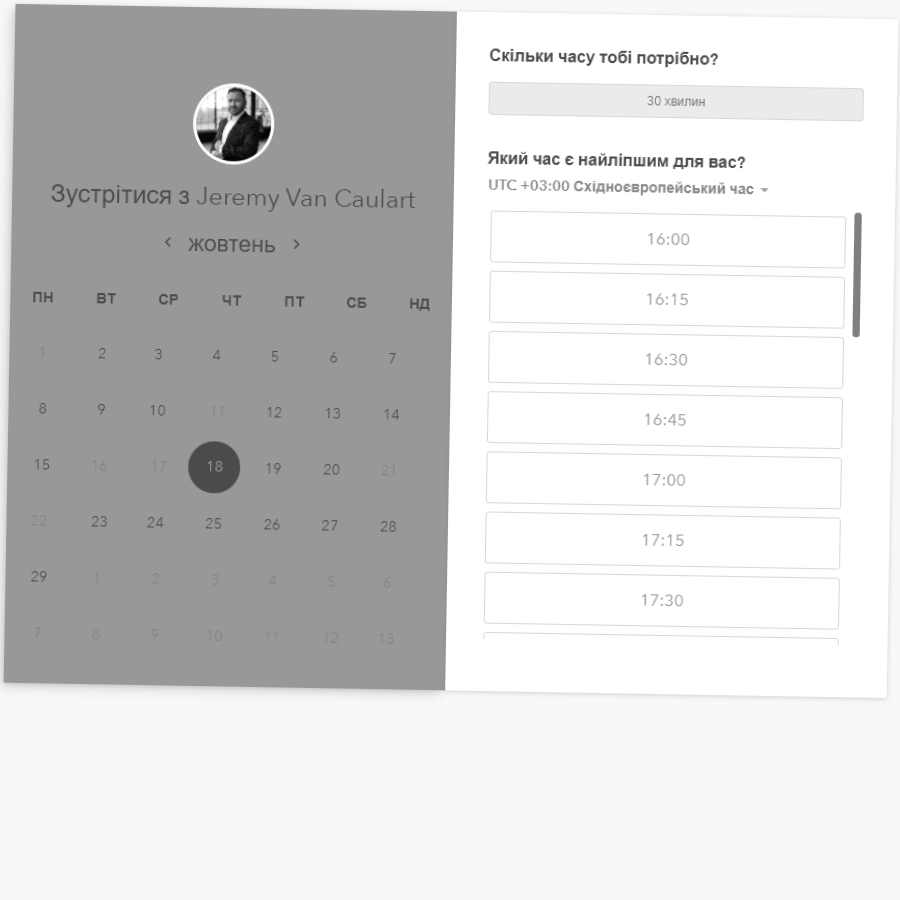 Зустрітися з Jeremy Van Caulart
‹ жовтень ›
ПН ВТ СР ЧТ ПТ СБ НД
1 2 3 4 5 6 7
8 9 10 11 12 13 14
15 16 17 18 19 20 21
22 23 24 25 26 27 28
29 1 2 3 4 5 6
7 8 9 10 11 12 13
Скільки часу тобі потрібно?
30 хвилин
Який час є найліпшим для вас?
UTC +03:00 Східноєвропейський час
16:00
16:15
16:30
16:45
17:00
17:15
17:30